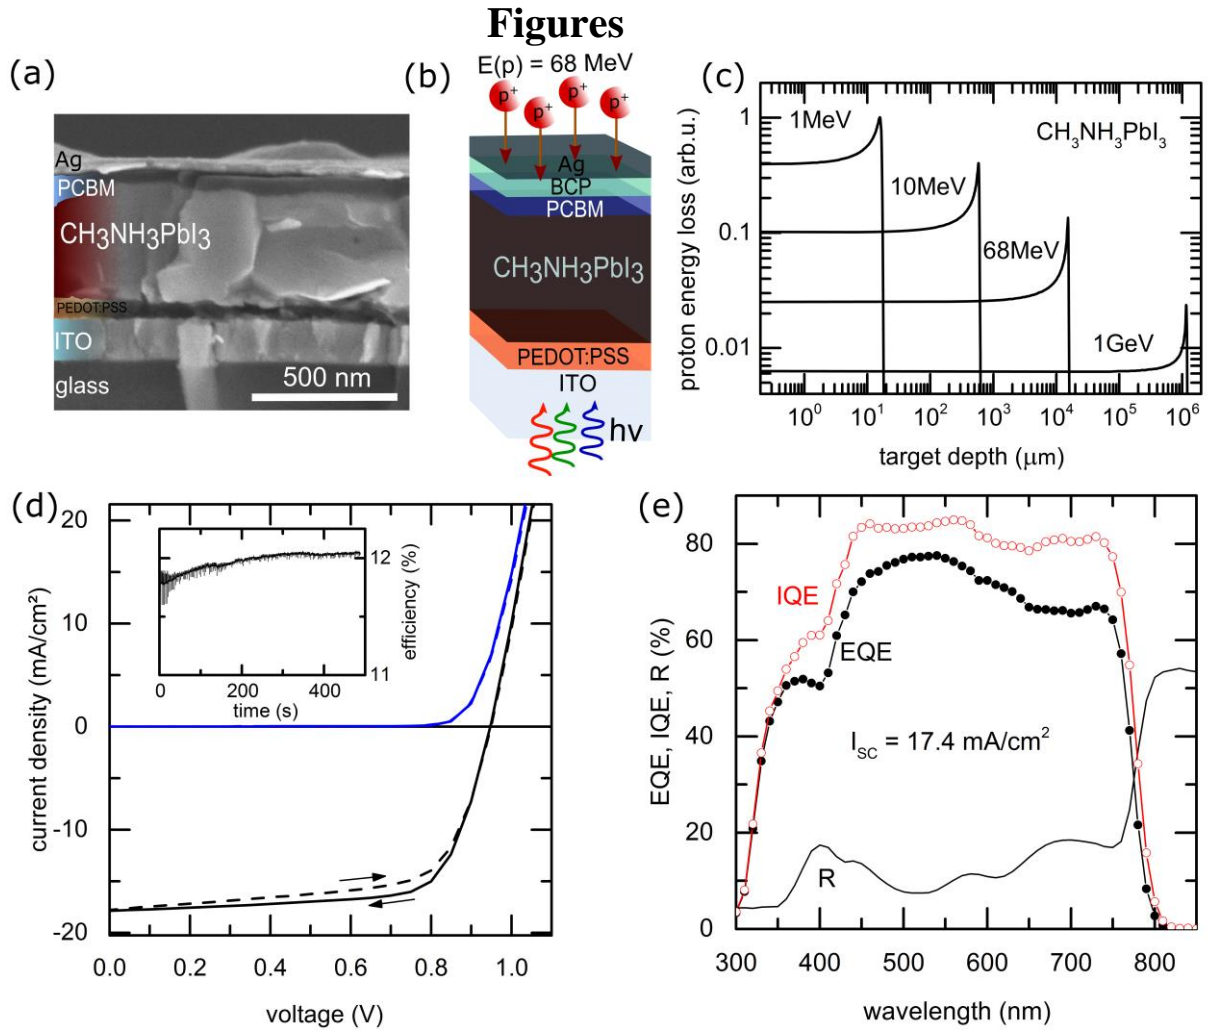 Figures
(a)
Ag
PCBM
CH3NH3PbI3
PEDOT:PSS
ITO
glass
500 nm
(b)
E(p) = 68 MeV
p+ p+ p+ p+
Ag
BCP
PCBM
CH3NH3PbI3
PEDOT:PSS
ITO
hv
(c)
proton energy loss (arb.u.)
1
0.1
0.01
1MeV
CH3NH3PbI3
10MeV
68MeV
1GeV
10^0 10^1 10^2 10^3 10^4 10^5 10^6
target depth (μm)
(d)
current density (mA/cm²)
20
10
0
-10
-20
12
11
efficiency (%)
0 200 400
time (s)
0.0 0.2 0.4 0.6 0.8 1.0
voltage (V)
(e)
EQE, IQE, R (%)
80
60
40
20
0
IQE
EQE
I_SC = 17.4 mA/cm^2
R
300 400 500 600 700 800
wavelength (nm)